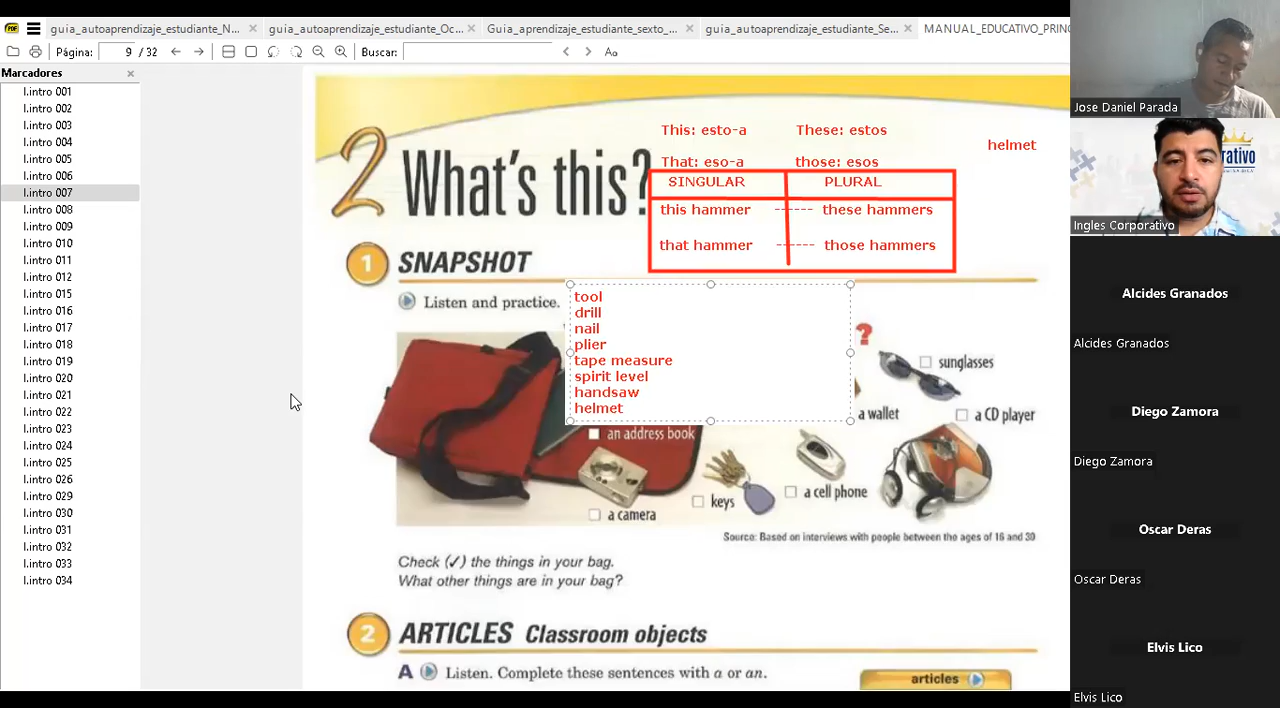 guia_autoaprendizaje_estudiante_N... × guia_autoaprendizaje_estudiante_Oc... × Guia_aprendizaje_estudiante_sexto_... × guia_autoaprendizaje_estudiante_Se... × MANUAL_EDUCATIVO_PRINC
Página: 9 / 32 Buscar: Aa
Marcadores ×
I.intro 001
I.intro 002
I.intro 003
I.intro 004
I.intro 005
I.intro 006
I.intro 007
I.intro 008
I.intro 009
I.intro 010
I.intro 011
I.intro 012
I.intro 015
I.intro 016
I.intro 017
I.intro 018
I.intro 019
I.intro 020
I.intro 021
I.intro 022
I.intro 023
I.intro 024
I.intro 025
I.intro 026
I.intro 029
I.intro 030
I.intro 031
I.intro 032
I.intro 033
I.intro 034
2 What's this?
This: esto-a These: estos
helmet
That: eso-a those: esos
SINGULAR PLURAL
this hammer ------ these hammers
that hammer ------ those hammers
1 SNAPSHOT
Listen and practice.
tool
drill
nail
plier
tape measure
spirit level
handsaw
helmet
?
sunglasses
a wallet
a CD player
an address book
a cell phone
keys
a camera
Source: Based on interviews with people between the ages of 16 and 30
Check (✓) the things in your bag.
What other things are in your bag?
2 ARTICLES Classroom objects
A Listen. Complete these sentences with a or an.
articles
Jose Daniel Parada
orativo
Ingles Corporativo
Alcides Granados
Alcides Granados
Diego Zamora
Diego Zamora
Oscar Deras
Oscar Deras
Elvis Lico
Elvis Lico